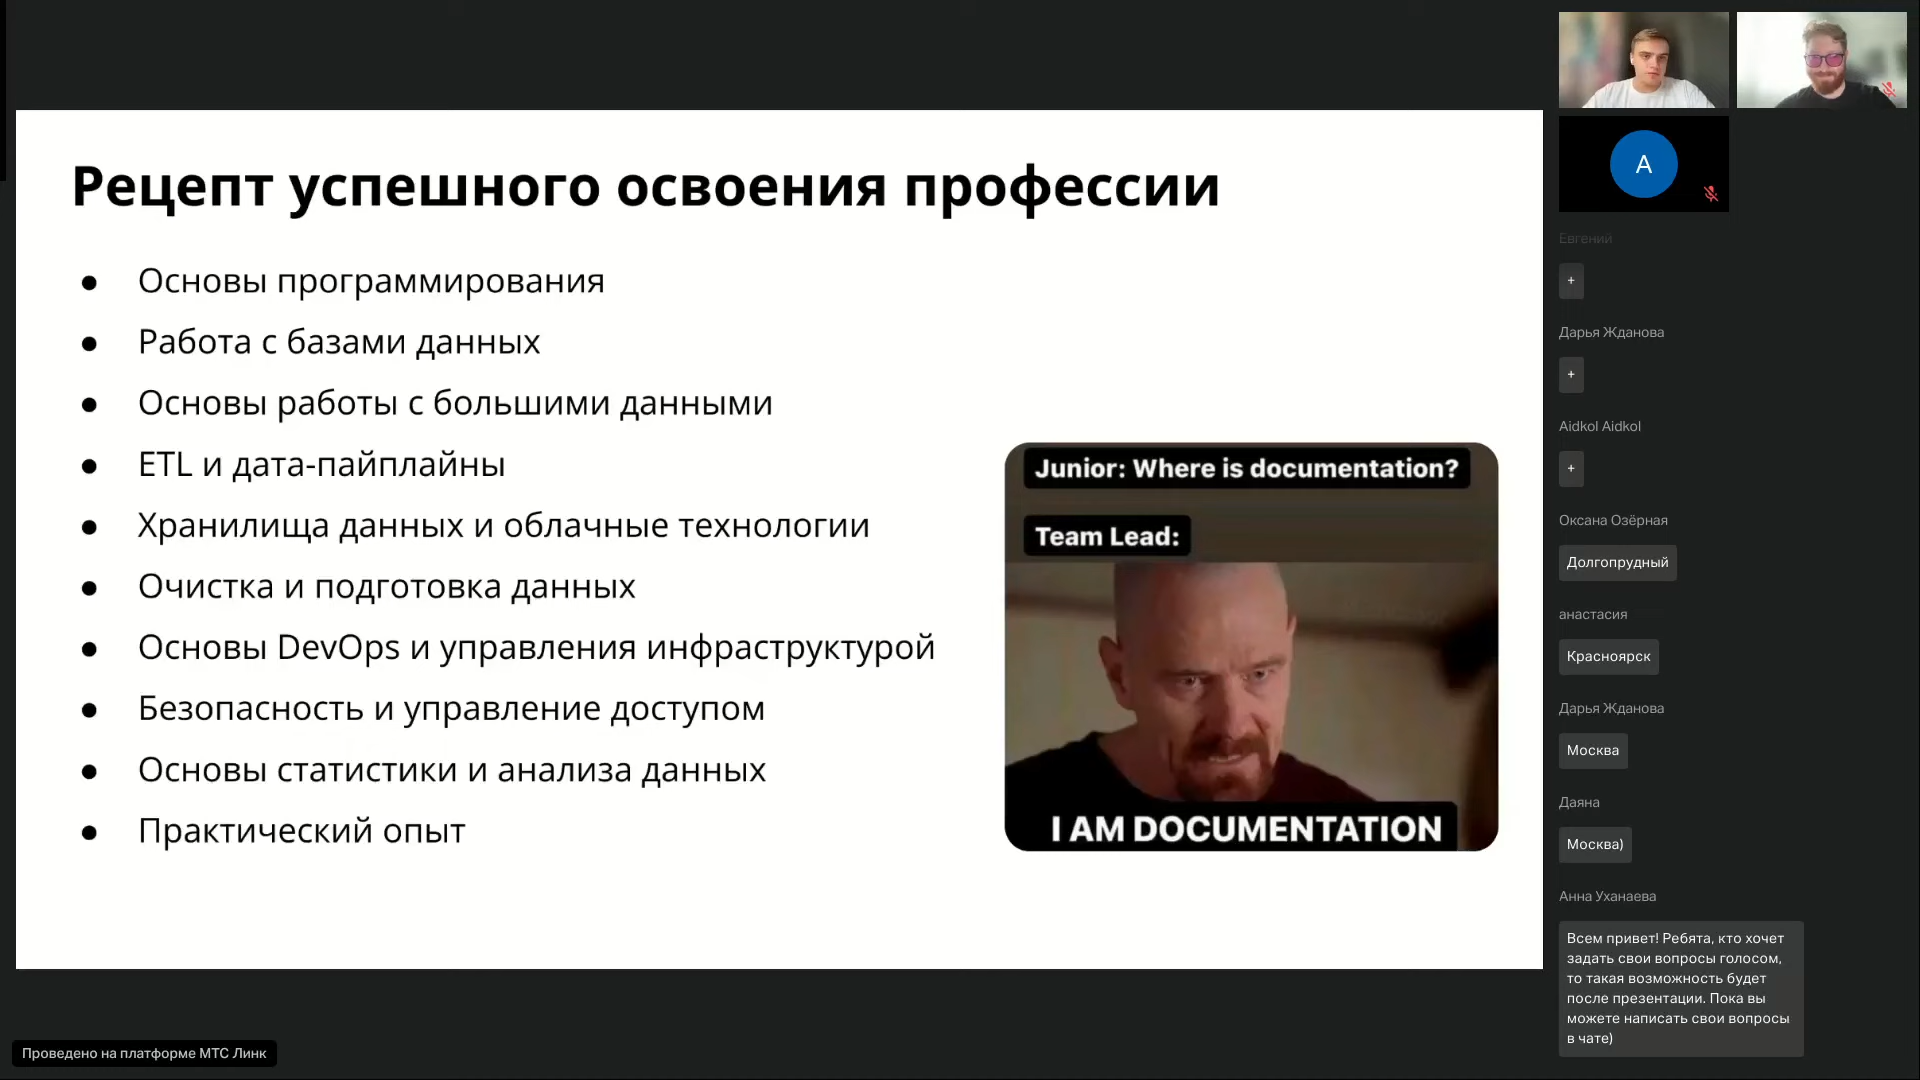 Рецепт успешного освоения профессии
● Основы программирования
● Работа с базами данных
● Основы работы с большими данными
● ETL и дата-пайплайны
● Хранилища данных и облачные технологии
● Очистка и подготовка данных
● Основы DevOps и управления инфраструктурой
● Безопасность и управление доступом
● Основы статистики и анализа данных
● Практический опыт
Junior: Where is documentation?
Team Lead:
I AM DOCUMENTATION
Проведено на платформе МТС Линк
А
Евгений
+
Дарья Жданова
+
Aidkol Aidkol
+
Оксана Озёрная
Долгопрудный
анастасия
Красноярск
Дарья Жданова
Москва
Даяна
Москва)
Анна Уханаева
Всем привет! Ребята, кто хочет
задать свои вопросы голосом,
то такая возможность будет
после презентации. Пока вы
можете написать свои вопросы
в чате)